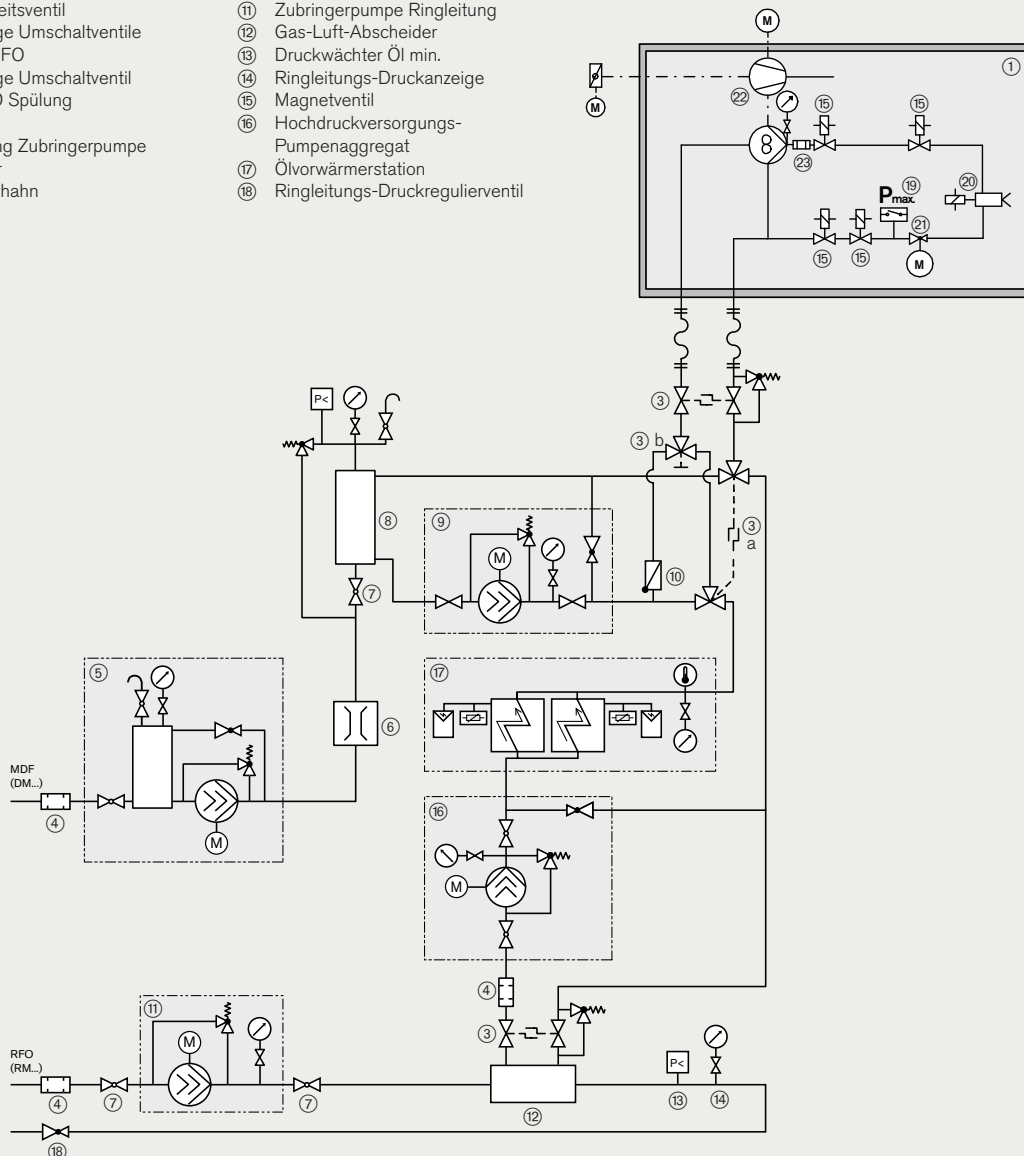 eitsventil
ge Umschaltventile
FO
ge Umschaltventil
O Spülung
ng Zubringerpumpe
r
rhahn
⑪ Zubringerpumpe Ringleitung
⑫ Gas-Luft-Abscheider
⑬ Druckwächter Öl min.
⑭ Ringleitungs-Druckanzeige
⑮ Magnetventil
⑯ Hochdruckversorgungs-
Pumpenaggregat
⑰ Ölvorwärmerstation
⑱ Ringleitungs-Druckregulierventil
M
①
M
㉒
⑮
⑮
㉓
Pmax.
⑲
⑳
㉑
⑮
⑮
M
P<
③
③ b
⑧
⑨
M
③
a
⑩
⑦
⑤
⑰
⑥
MDF
(DM...)
④
M
⑯
M
④
⑪
③
RFO
(RM...)
M
P<
④
⑦
⑦
⑫
⑬
⑭
⑱